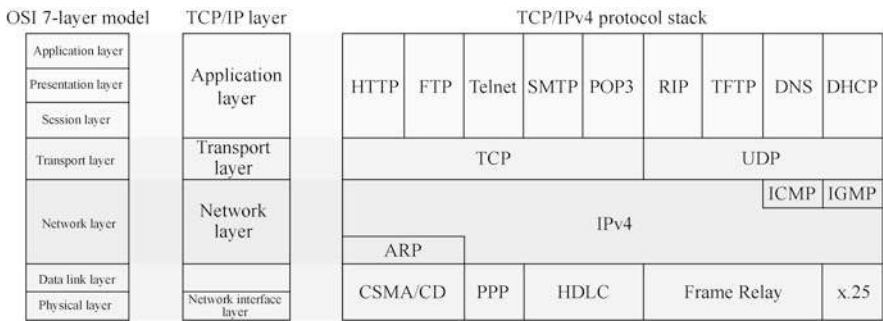 OSI 7-layer model
TCP/IP layer
TCP/IPv4 protocol stack
Application layer
Presentation layer
Session layer
Transport layer
Network layer
Data link layer
Physical layer
Application
layer
Transport
layer
Network
layer
Network interface
layer
HTTP
FTP
Telnet
SMTP
POP3
RIP
TFTP
DNS
DHCP
TCP
UDP
ICMP
IGMP
IPv4
ARP
CSMA/CD
PPP
HDLC
Frame Relay
x.25